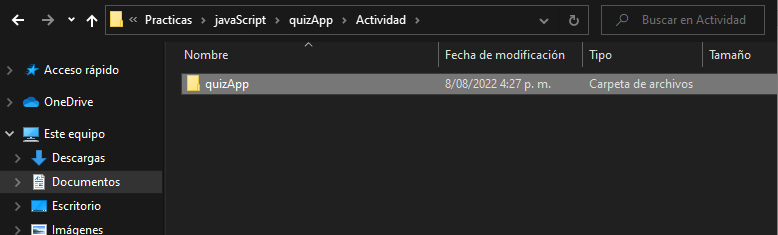 « Practicas > javaScript > quizApp > Actividad >
Buscar en Actividad
Nombre Fecha de modificación Tipo Tamaño
Acceso rápido
quizApp 8/08/2022 4:27 p. m. Carpeta de archivos
OneDrive
Este equipo
Descargas
Documentos
Escritorio
Imágenes